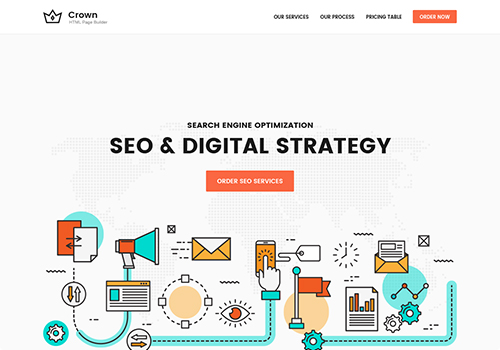 Crown
HTML Page Builder
OUR SERVICES
OUR PROCESS
PRICING TABLE
ORDER NOW
SEARCH ENGINE OPTIMIZATION
SEO & DIGITAL STRATEGY
ORDER SEO SERVICES